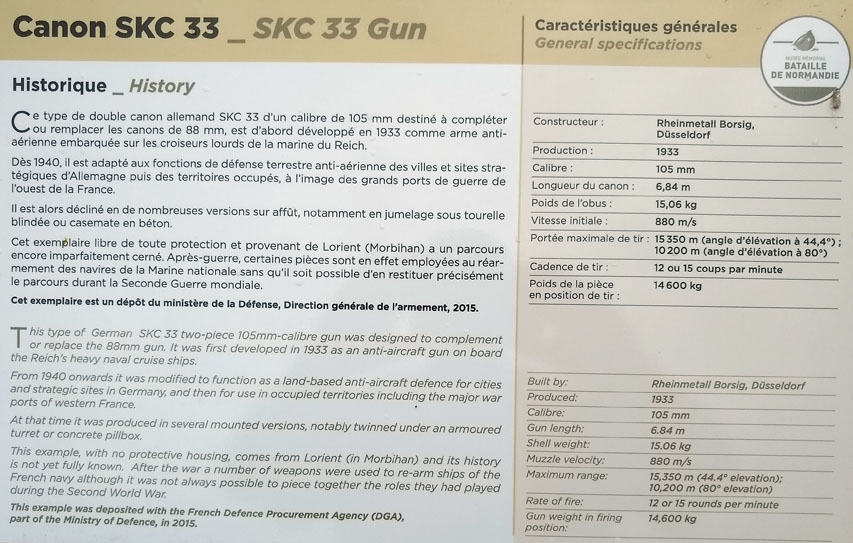 Canon SKC 33 _ SKC 33 Gun
Historique _ History
Ce type de double canon allemand SKC 33 d'un calibre de 105 mm destiné à compléter
ou remplacer les canons de 88 mm, est d'abord développé en 1933 comme arme anti-
aérienne embarquée sur les croiseurs lourds de la marine du Reich.
Dès 1940, il est adapté aux fonctions de défense terrestre anti-aérienne des villes et sites stra-
tégiques d'Allemagne puis des territoires occupés, à l'image des grands ports de guerre de
l'ouest de la France.
Il est alors décliné en de nombreuses versions sur affût, notamment en jumelage sous tourelle
blindée ou casemate en béton.
Cet exemplaire libre de toute protection et provenant de Lorient (Morbihan) a un parcours
encore imparfaitement cerné. Après-guerre, certaines pièces sont en effet employées au réar-
mement des navires de la Marine nationale sans qu'il soit possible d'en restituer précisément
le parcours durant la Seconde Guerre mondiale.
Cet exemplaire est un dépôt du ministère de la Défense, Direction générale de l'armement, 2015.
This type of German SKC 33 two-piece 105mm-calibre gun was designed to complement
or replace the 88mm gun. It was first developed in 1933 as an anti-aircraft gun on board
the Reich's heavy naval cruise ships.
From 1940 onwards it was modified to function as a land-based anti-aircraft defence for cities
and strategic sites in Germany, and then for use in occupied territories including the major war
ports of western France.
At that time it was produced in several mounted versions, notably twinned under an armoured
turret or concrete pillbox.
This example, with no protective housing, comes from Lorient (in Morbihan) and its history
is not yet fully known. After the war a number of weapons were used to re-arm ships of the
French navy although it was not always possible to piece together the roles they had played
during the Second World War.
This example was deposited with the French Defence Procurement Agency (DGA),
part of the Ministry of Defence, in 2015.
Caractéristiques générales
General specifications
MUSÉE MÉMORIAL
BATAILLE
DE NORMANDIE
Constructeur : Rheinmetall Borsig,
Düsseldorf
Production : 1933
Calibre : 105 mm
Longueur du canon : 6,84 m
Poids de l'obus : 15,06 kg
Vitesse initiale : 880 m/s
Portée maximale de tir : 15 350 m (angle d'élévation à 44,4°) ;
10 200 m (angle d'élévation à 80°)
Cadence de tir : 12 ou 15 coups par minute
Poids de la pièce 14 600 kg
en position de tir :
Built by: Rheinmetall Borsig, Düsseldorf
Produced: 1933
Calibre: 105 mm
Gun length: 6.84 m
Shell weight: 15.06 kg
Muzzle velocity: 880 m/s
Maximum range: 15,350 m (44.4° elevation);
10,200 m (80° elevation)
Rate of fire: 12 or 15 rounds per minute
Gun weight in firing 14,600 kg
position: